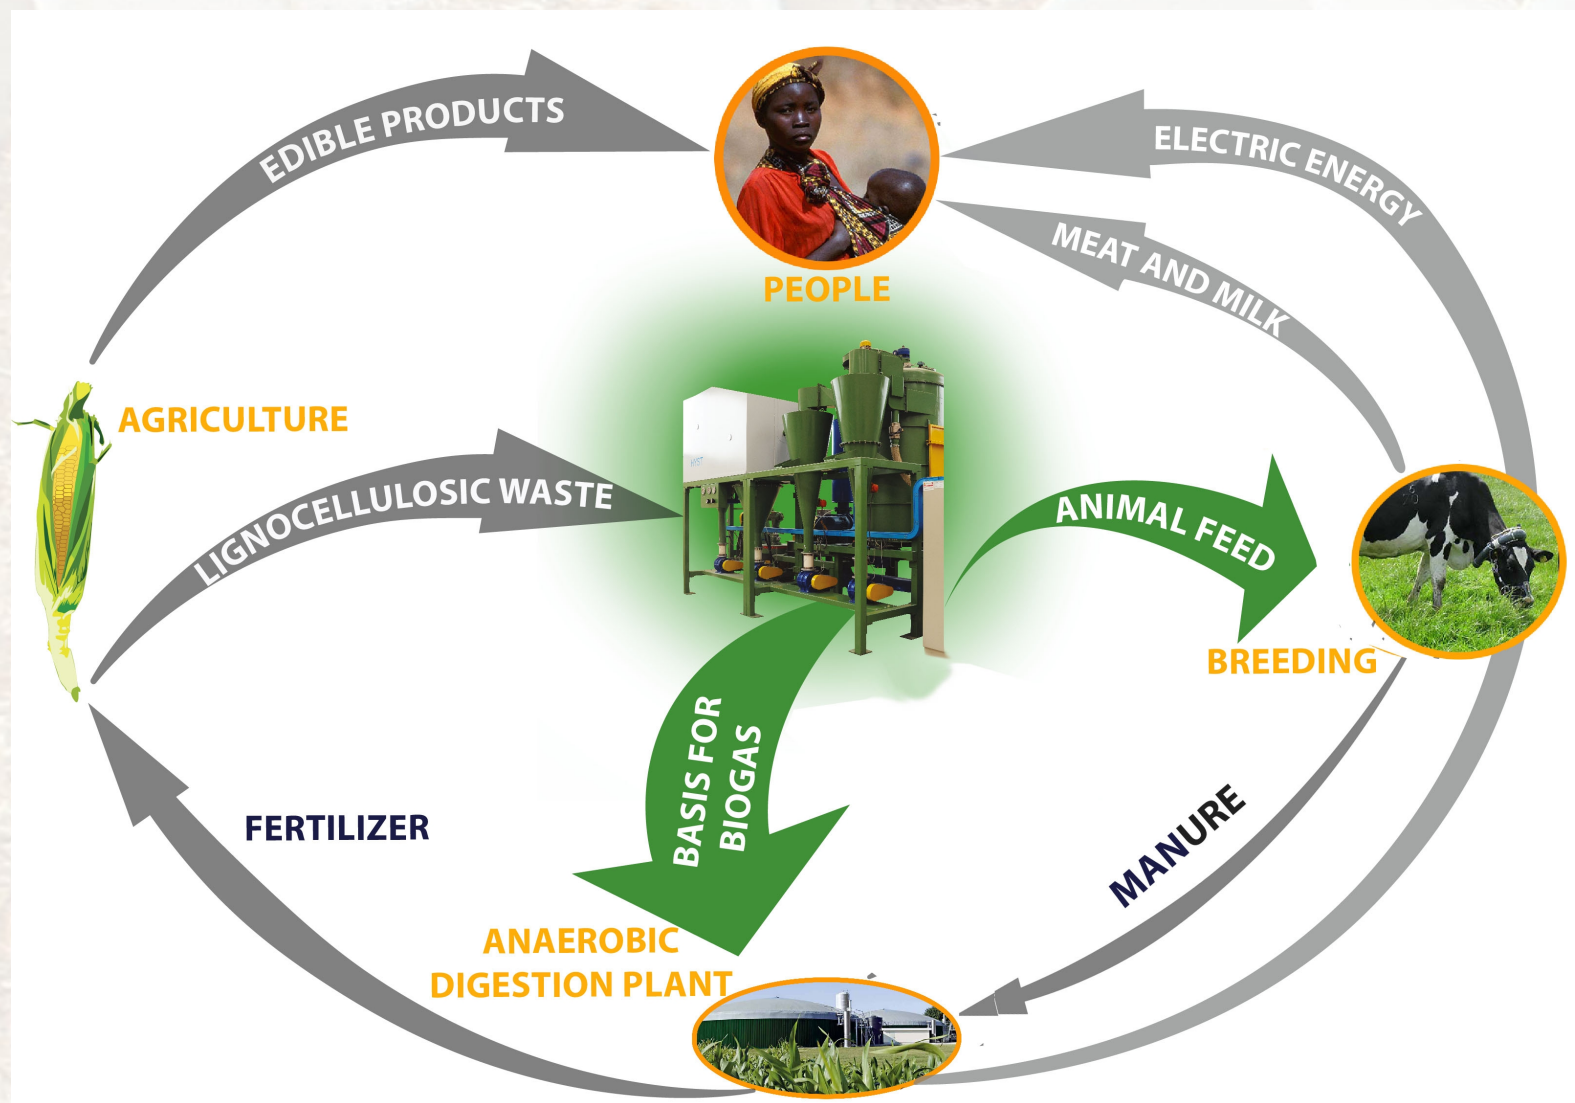 EDIBLE PRODUCTS
ELECTRIC ENERGY
MEAT AND MILK
PEOPLE
AGRICULTURE
LIGNOCELLULOSIC WASTE
HYST
ANIMAL FEED
BREEDING
BASIS FOR
BIOGAS
FERTILIZER
MANURE
ANAEROBIC
DIGESTION PLANT